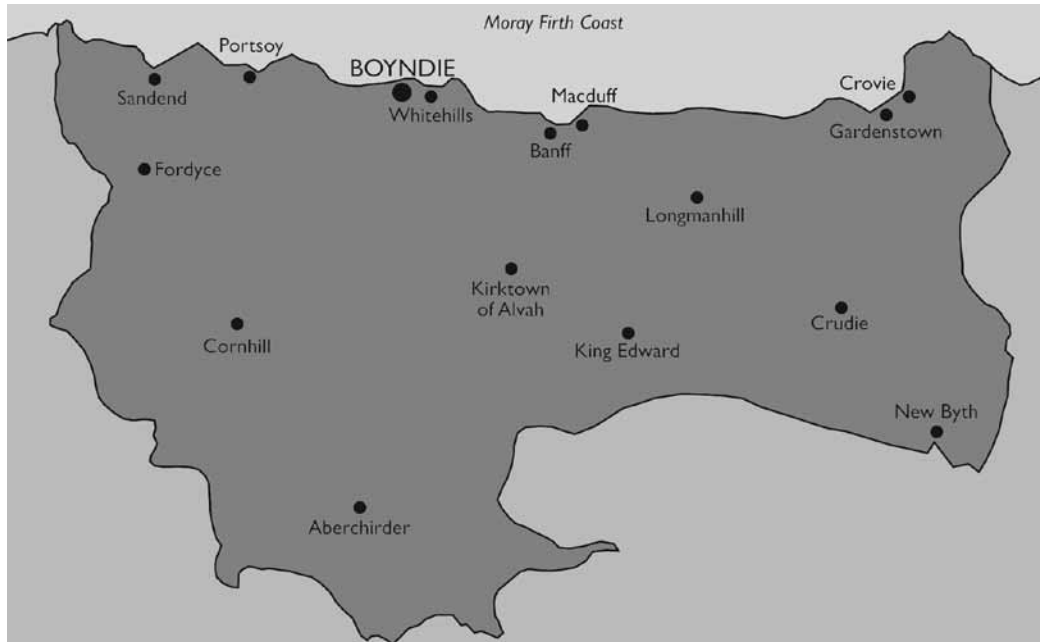 Moray Firth Coast
Portsoy
BOYNDIE
Sandend
Whitehills
Macduff
Crovie
Gardenstown
Banff
Fordyce
Longmanhill
Kirktown
of Alvah
Crudie
Cornhill
King Edward
New Byth
Aberchirder